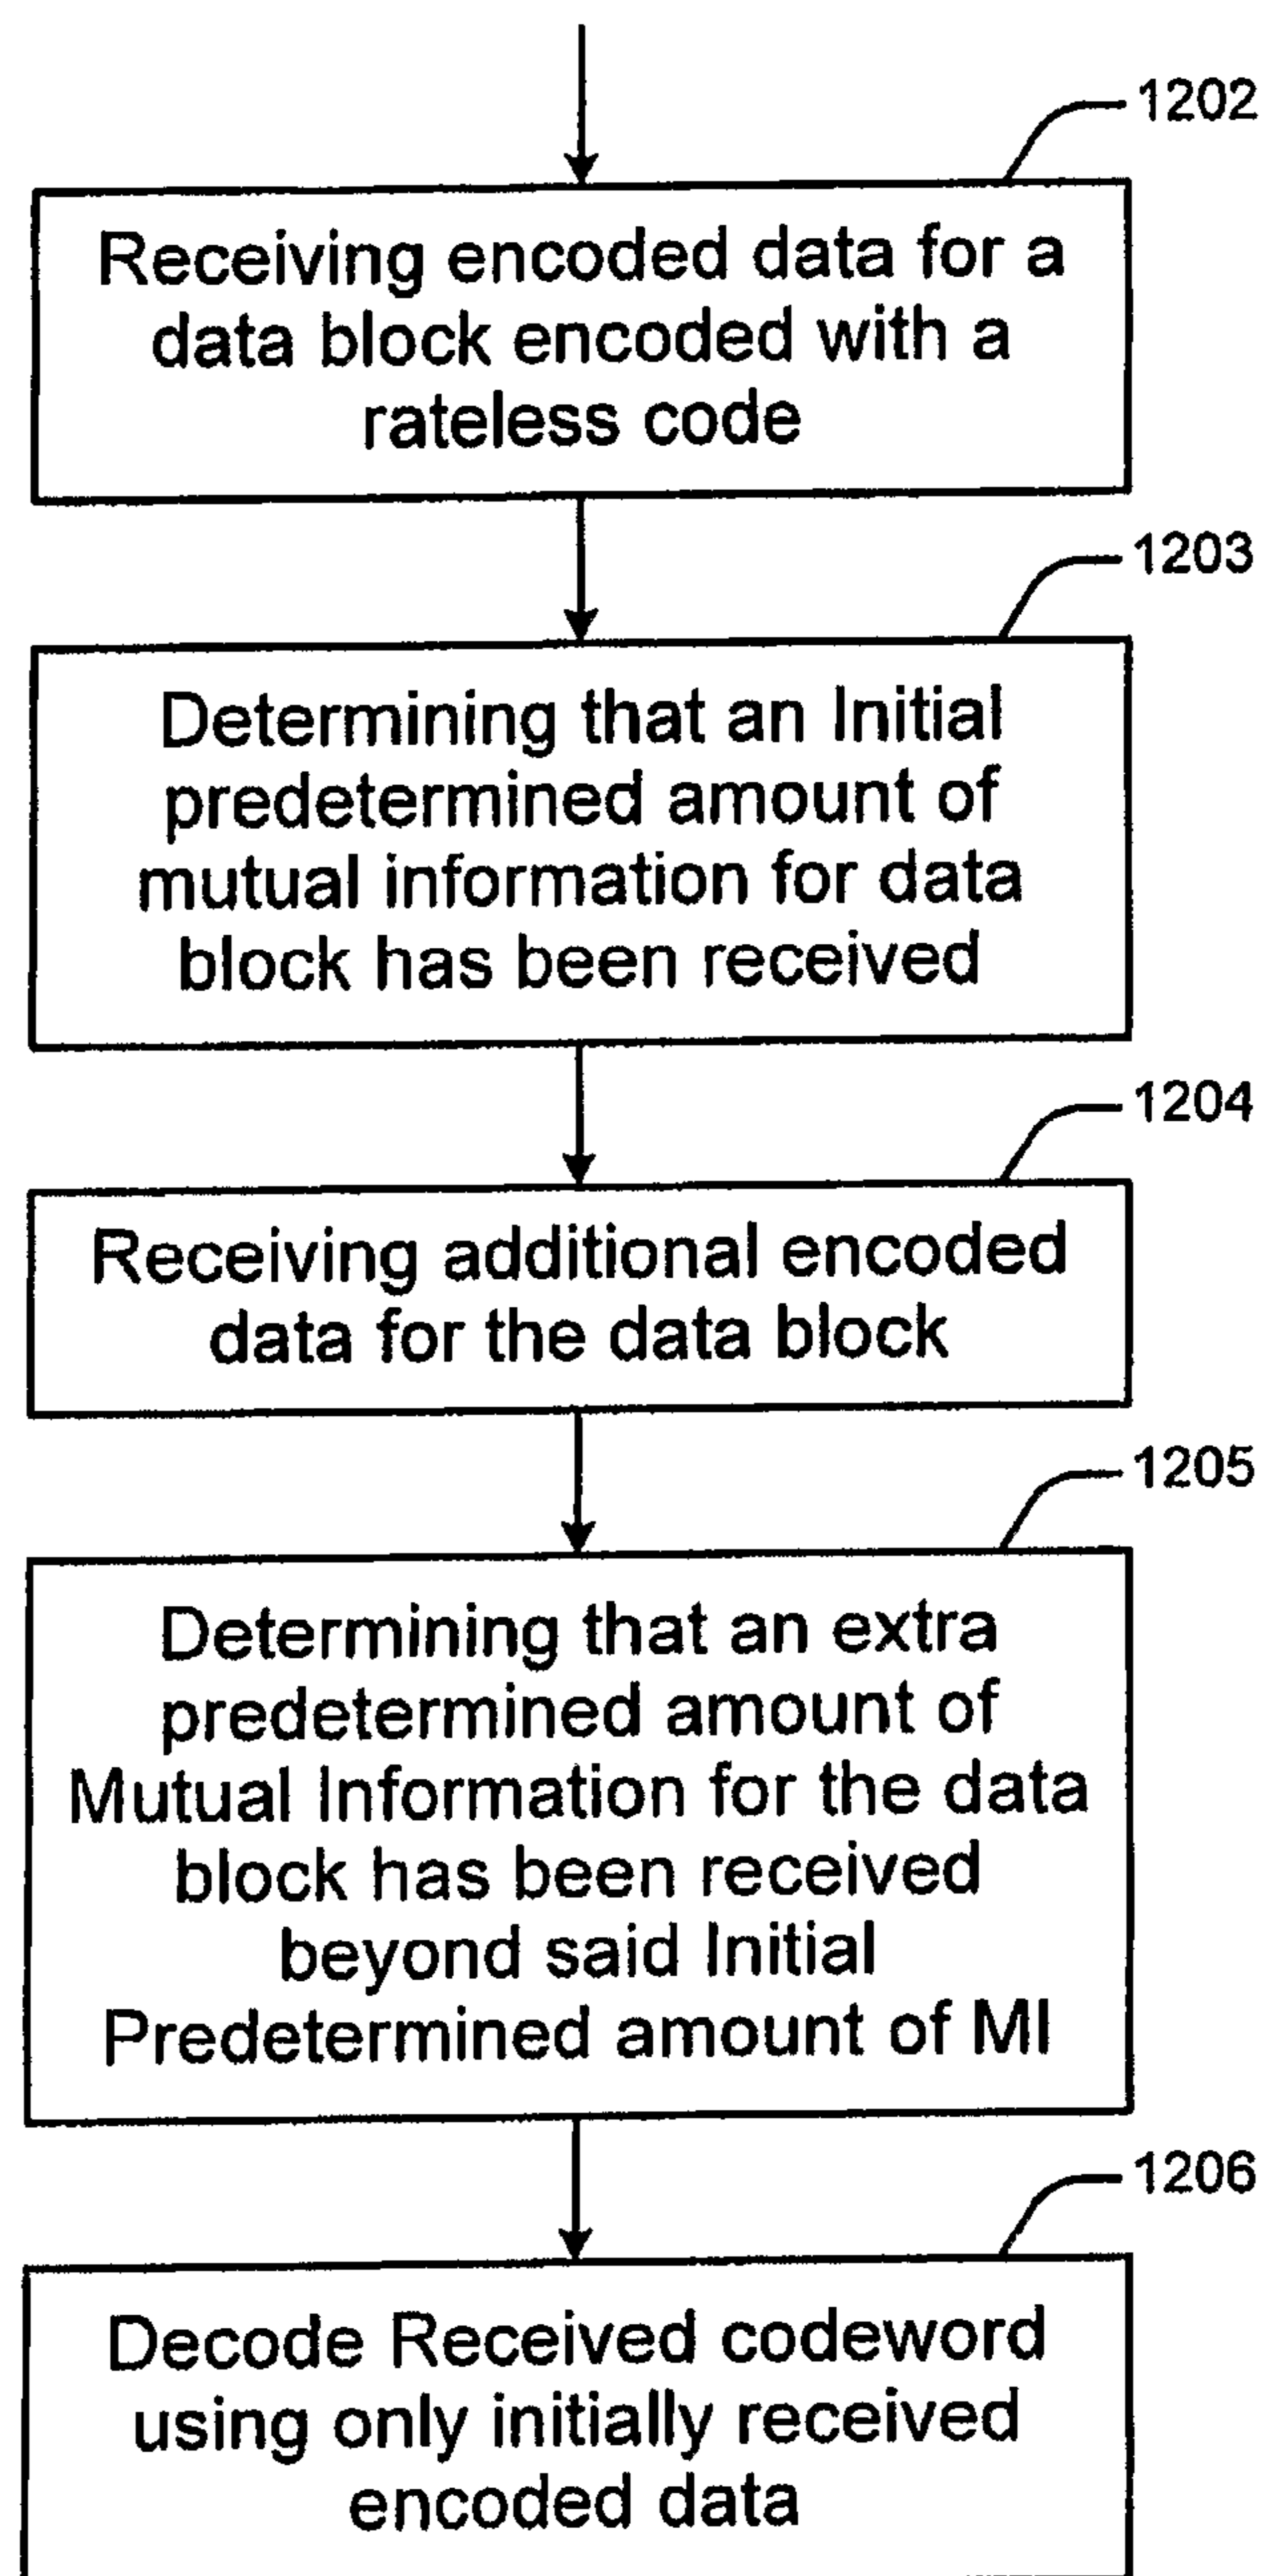 1202
Receiving encoded data for a
data block encoded with a
rateless code
1203
Determining that an Initial
predetermined amount of
mutual information for data
block has been received
1204
Receiving additional encoded
data for the data block
1205
Determining that an extra
predetermined amount of
Mutual Information for the data
block has been received
beyond said Initial
Predetermined amount of MI
1206
Decode Received codeword
using only initially received
encoded data